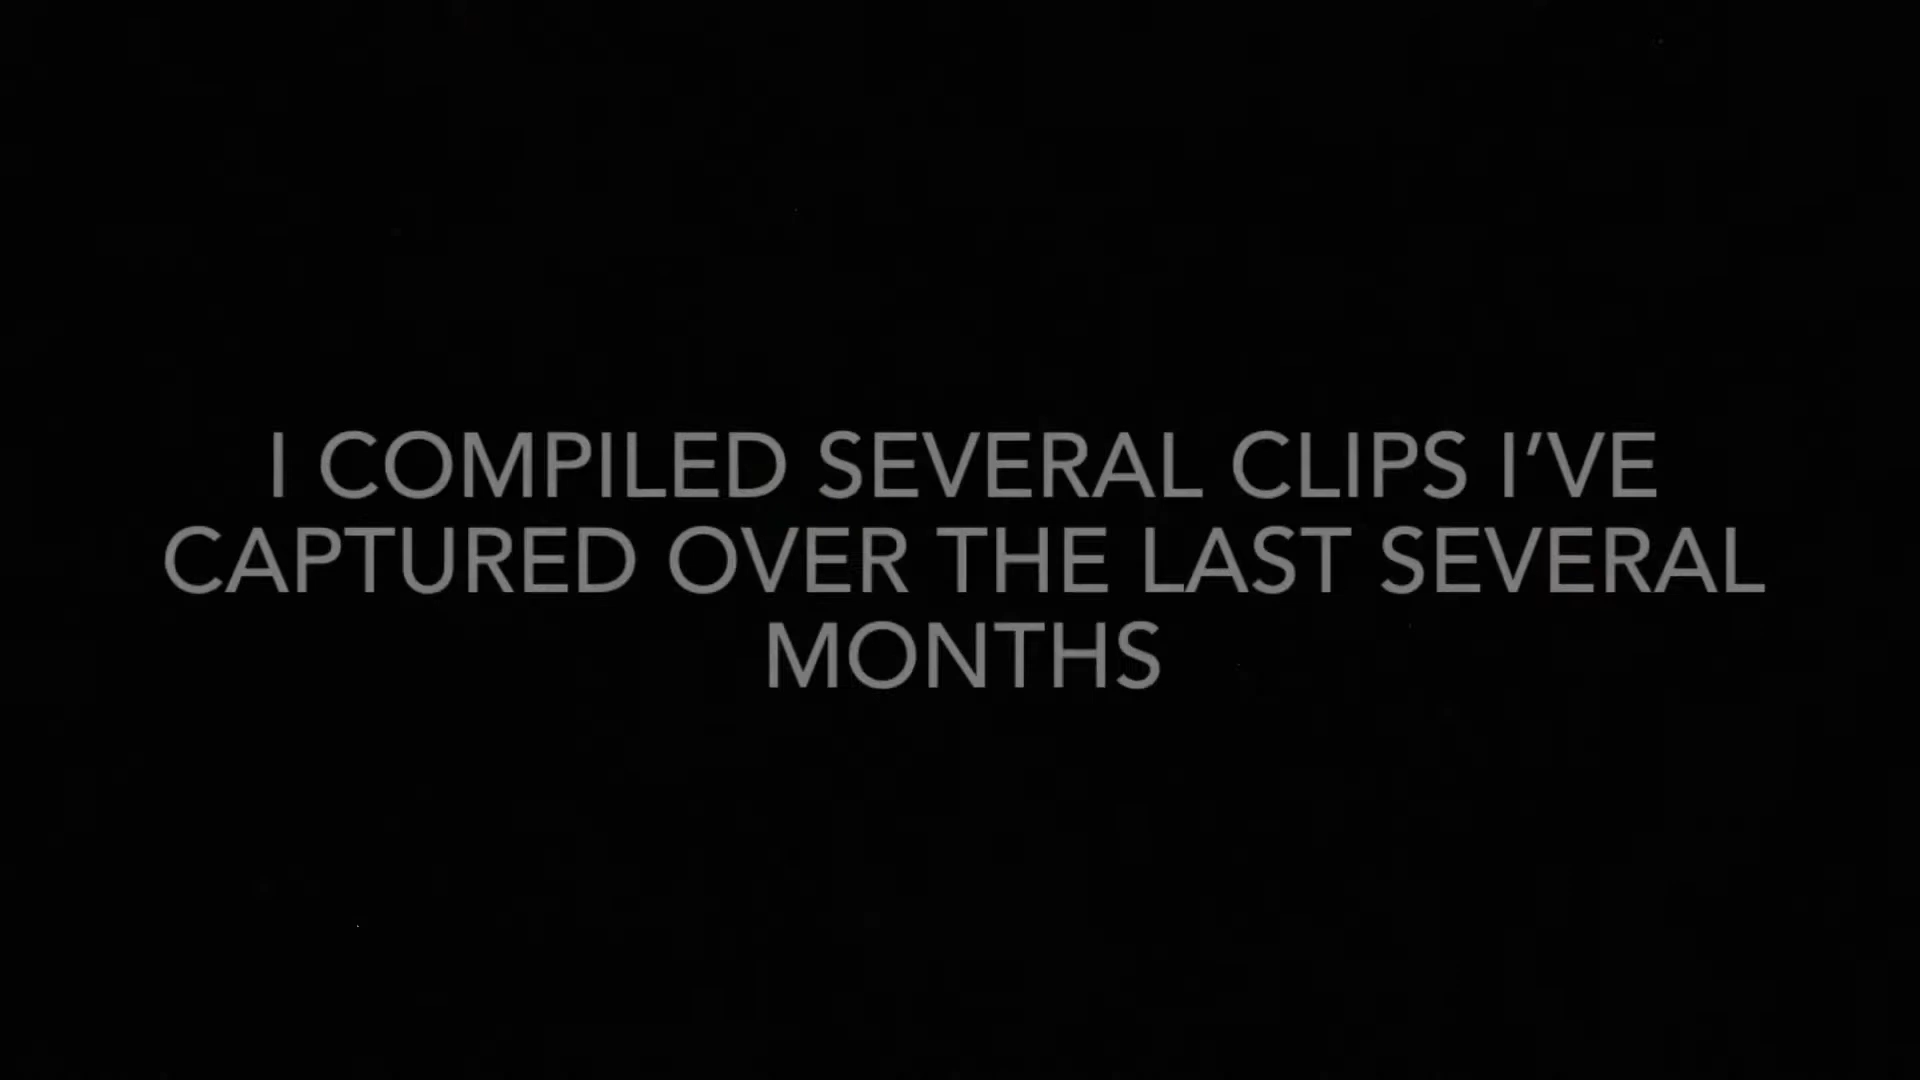 I COMPILED SEVERAL CLIPS I’VE
CAPTURED OVER THE LAST SEVERAL
MONTHS